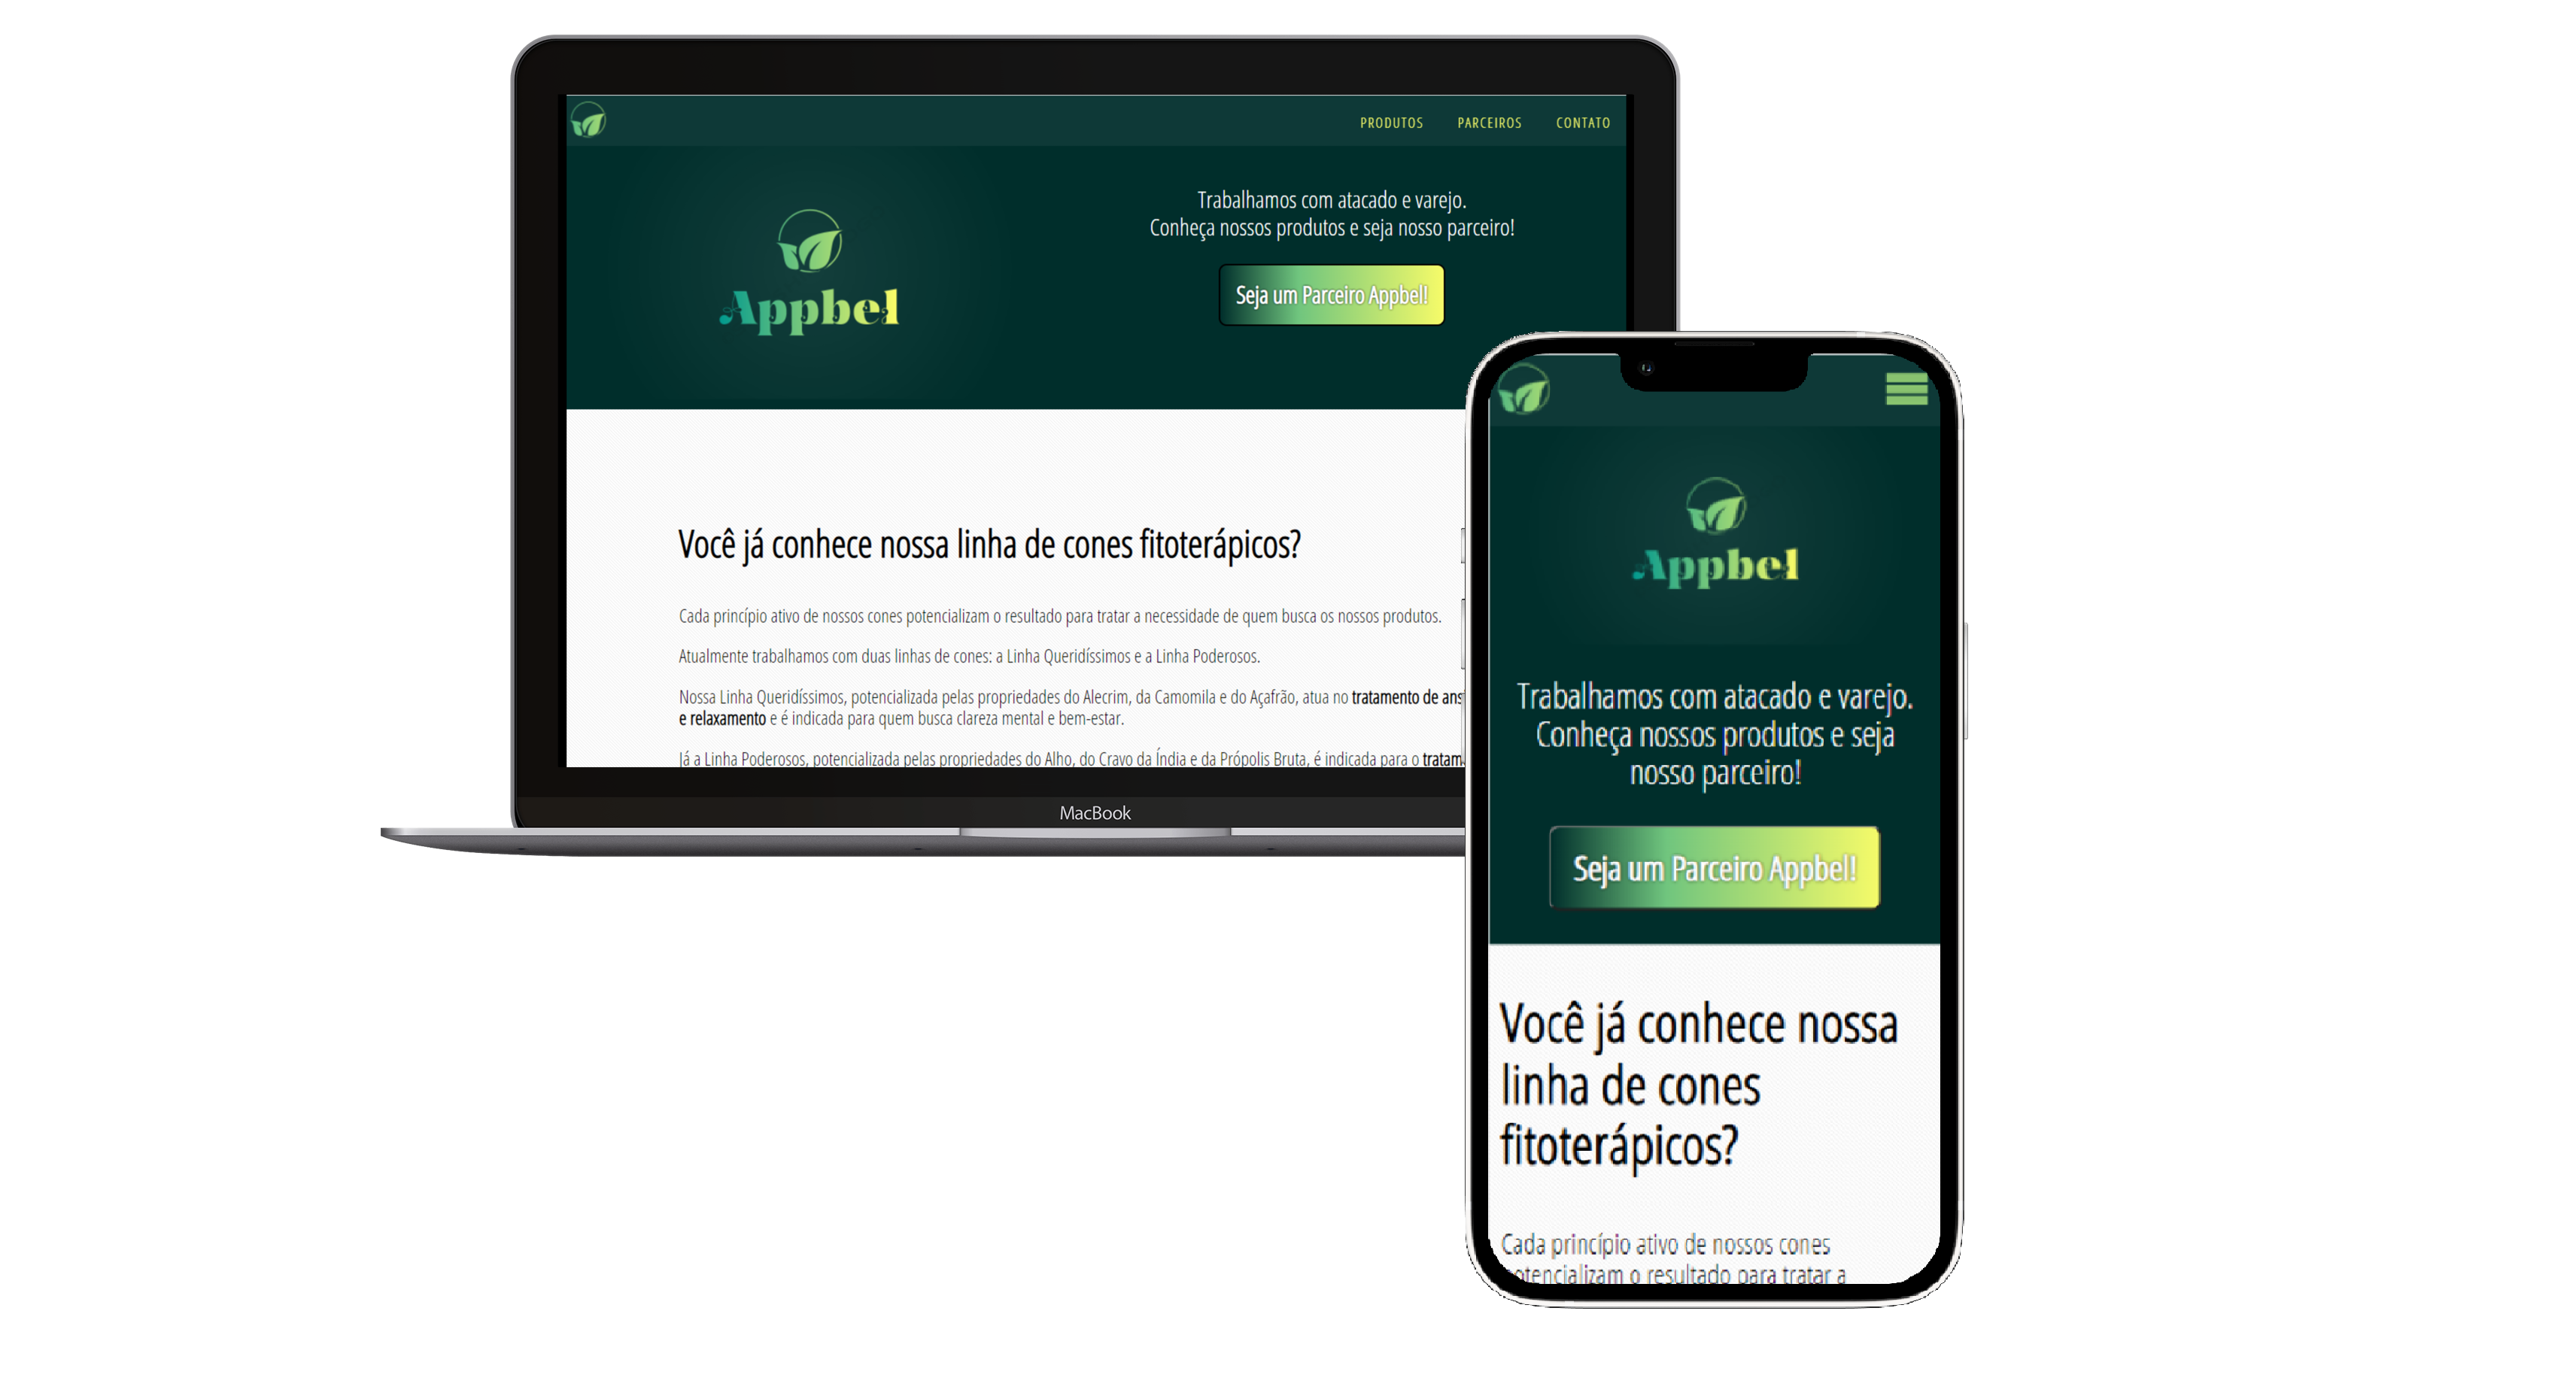 PRODUTOS PARCEIROS CONTATO
Trabalhamos com atacado e varejo.
Conheça nossos produtos e seja nosso parceiro!
Appbel
Seja um Parceiro Appbel!
Você já conhece nossa linha de cones fitoterápicos?
Cada princípio ativo de nossos cones potencializam o resultado para tratar a necessidade de quem busca os nossos produtos.
Atualmente trabalhamos com duas linhas de cones: a Linha Queridíssimos e a Linha Poderosos.
Nossa Linha Queridíssimos, potencializada pelas propriedades do Alecrim, da Camomila e do Açafrão, atua no tratamento de
e relaxamento e é indicada para quem busca clareza mental e bem-estar.
Já a Linha Poderosos, potencializada pelas propriedades do Alho, do Cravo da Índia e da Própolis Bruta, é indicada para o
MacBook
Appbel
Trabalhamos com atacado e varejo.
Conheça nossos produtos e seja
nosso parceiro!
Seja um Parceiro Appbel!
Você já conhece nossa
linha de cones
fitoterápicos?
Cada princípio ativo de nossos cones
potencializam o resultado para tratar a